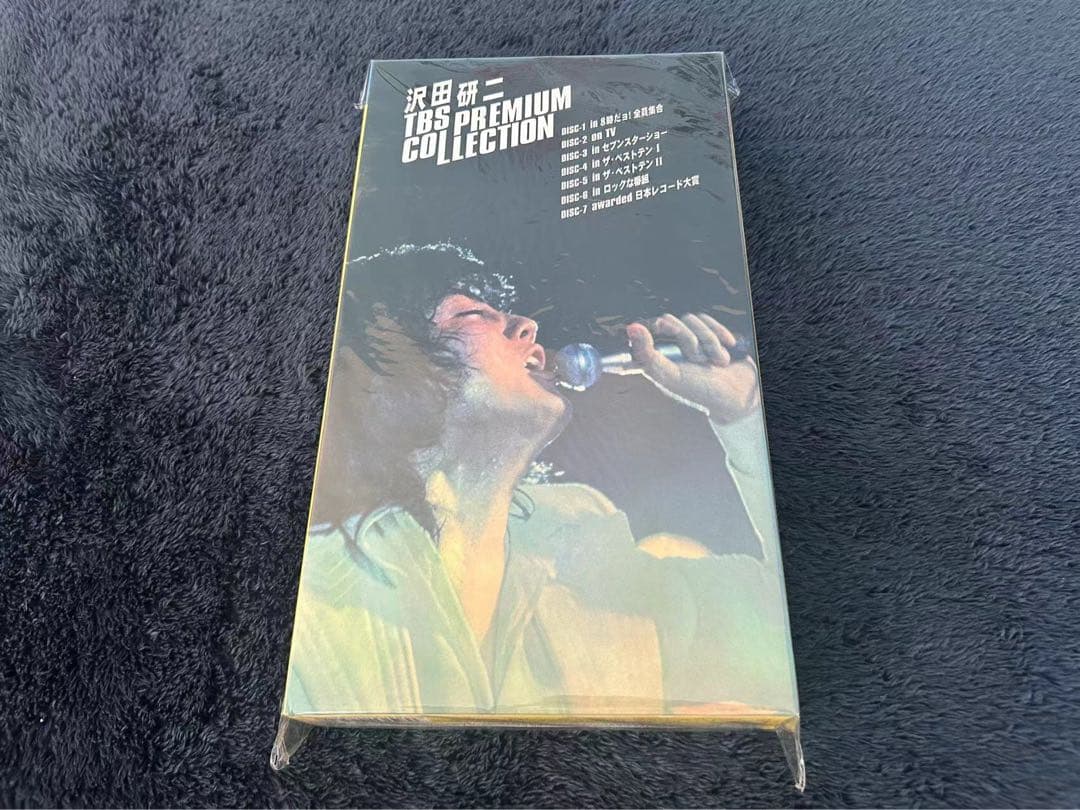 沢田研二
TBS PREMIUM
COLLECTION
DISC-1 in 8時だョ!全員集合
DISC-2 on TV
DISC-3 in セブンスターショー
DISC-4 in ザ・ベストテン I
DISC-5 in ザ・ベストテン II
DISC-6 in ロックな番組
DISC-7 awarded 日本レコード大賞